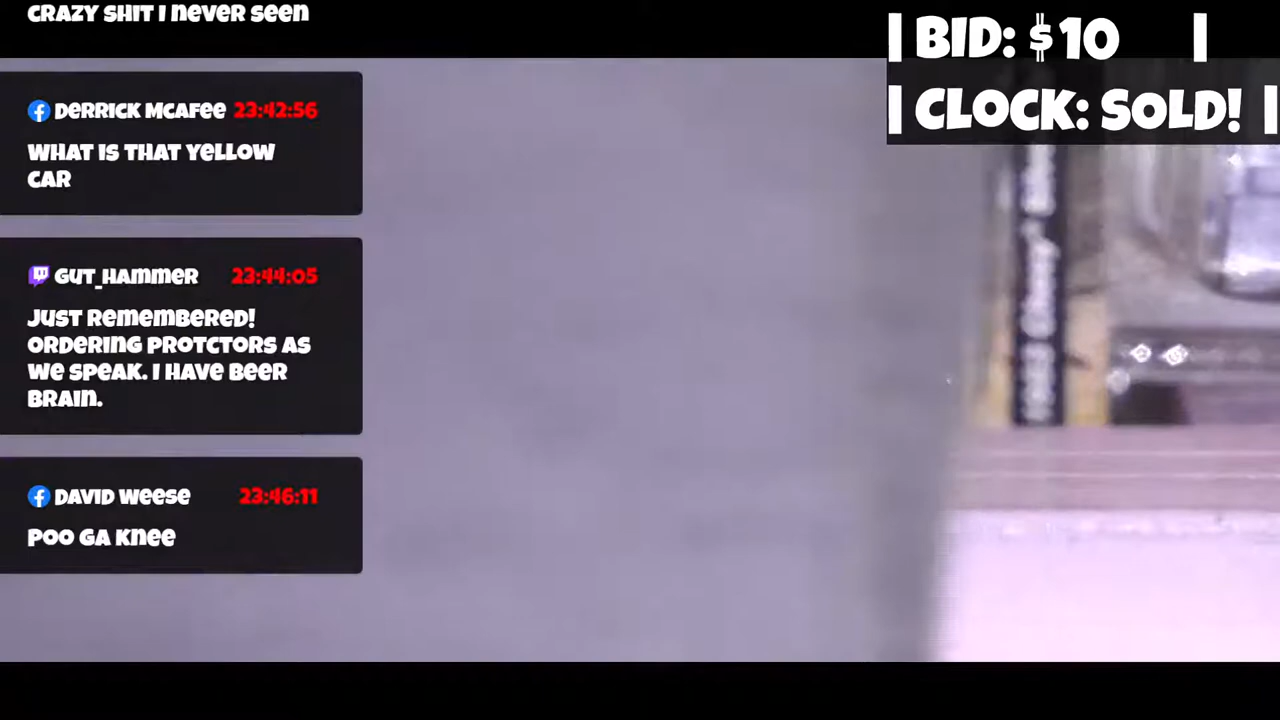 CRAZY SHIT I NEVER SEEN
| BID: $10 |
| CLOCK: SOLD! |
DERRICK MCAFEE 23:42:56
WHAT IS THAT YELLOW
CAR
GUT_HAMMER 23:44:05
JUST REMEMBERED!
ORDERING PROTCTORS AS
WE SPEAK. I HAVE BEER
BRAIN.
DAVID WEESE 23:46:11
POO GA KNEE